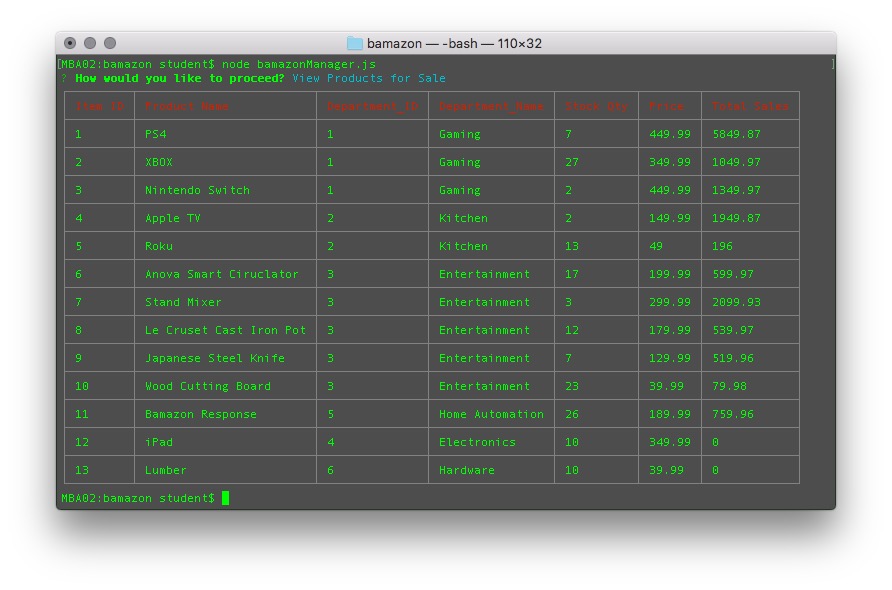 bamazon — -bash — 110×32
[MBA02:bamazon student$ node bamazonManager.js ]
? How would you like to proceed? View Products for Sale
Item ID Product Name Department_ID Department_Name Stock Qty Price Total Sales
1 PS4 1 Gaming 7 449.99 5849.87
2 XBOX 1 Gaming 27 349.99 1049.97
3 Nintendo Switch 1 Gaming 2 449.99 1349.97
4 Apple TV 2 Kitchen 2 149.99 1949.87
5 Roku 2 Kitchen 13 49 196
6 Anova Smart Ciruclator 3 Entertainment 17 199.99 599.97
7 Stand Mixer 3 Entertainment 3 299.99 2099.93
8 Le Cruset Cast Iron Pot 3 Entertainment 12 179.99 539.97
9 Japanese Steel Knife 3 Entertainment 7 129.99 519.96
10 Wood Cutting Board 3 Entertainment 23 39.99 79.98
11 Bamazon Response 5 Home Automation 26 189.99 759.96
12 iPad 4 Electronics 10 349.99 0
13 Lumber 6 Hardware 10 39.99 0
MBA02:bamazon student$